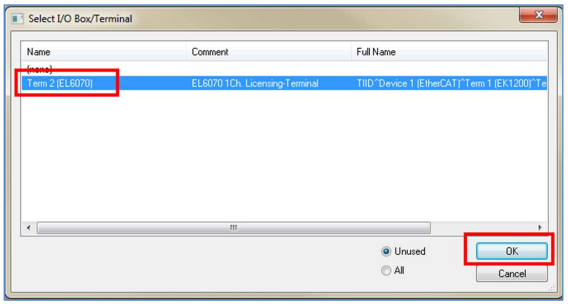 Select I/O Box/Terminal
Name Comment Full Name
(none)
Term 2 (EL6070) EL6070 1Ch. Licensing-Terminal TIID^Device 1 (EtherCAT)^Term 1 (EK1200)^Te
Unused OK
All Cancel